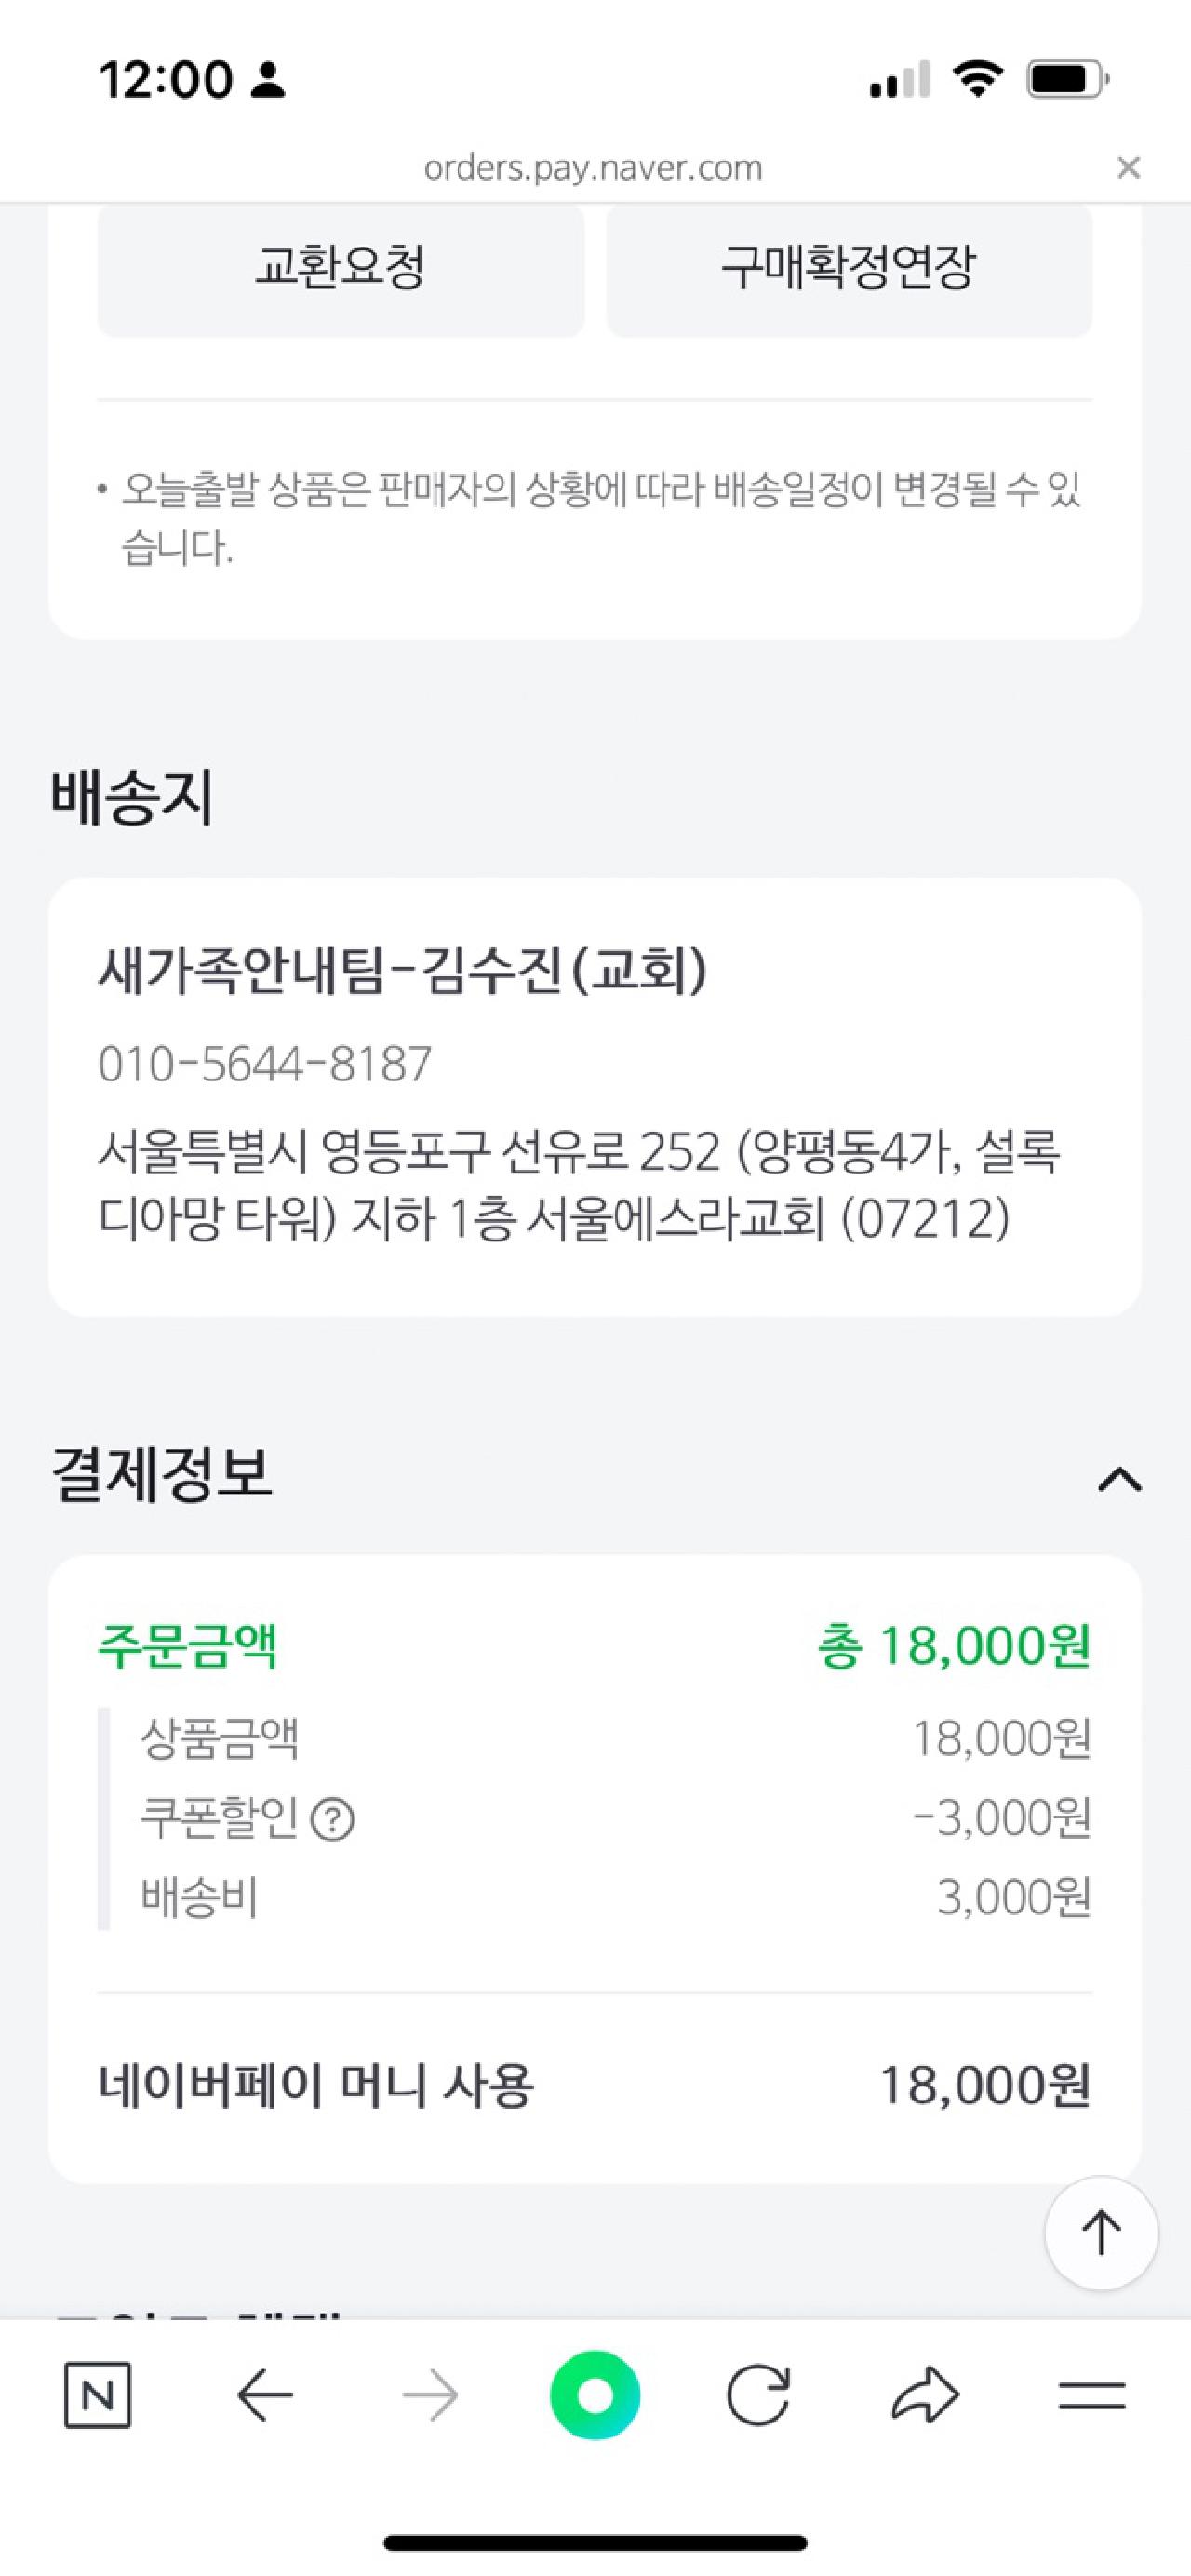 12:00
orders.pay.naver.com
교환요청 구매확정연장
• 오늘출발 상품은 판매자의 상황에 따라 배송일정이 변경될 수 있
습니다.
배송지
새가족안내팀-김수진(교회)
010-5644-8187
서울특별시 영등포구 선유로 252 (양평동4가, 설록
디아망 타워) 지하 1층 서울에스라교회 (07212)
결제정보
주문금액 총 18,000원
상품금액 18,000원
쿠폰할인 ? -3,000원
배송비 3,000원
네이버페이 머니 사용 18,000원
N